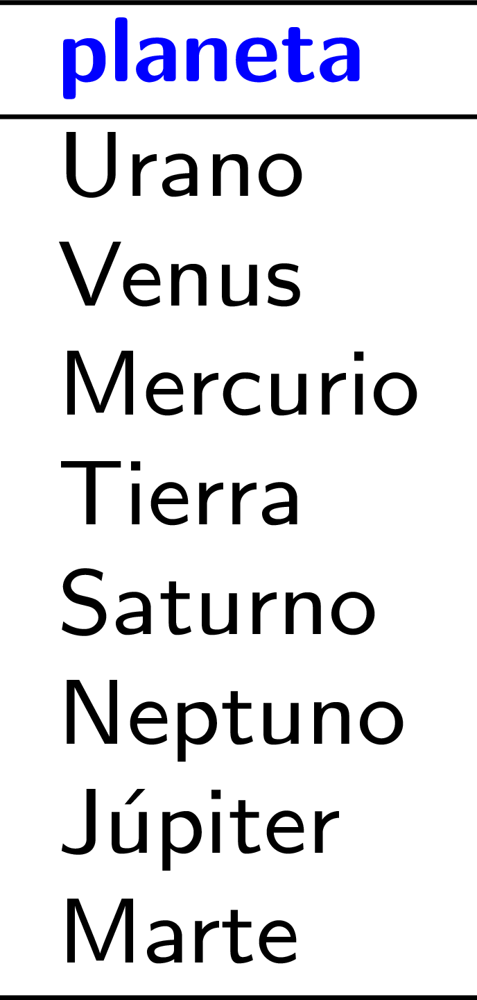 planeta
Urano
Venus
Mercurio
Tierra
Saturno
Neptuno
Júpiter
Marte